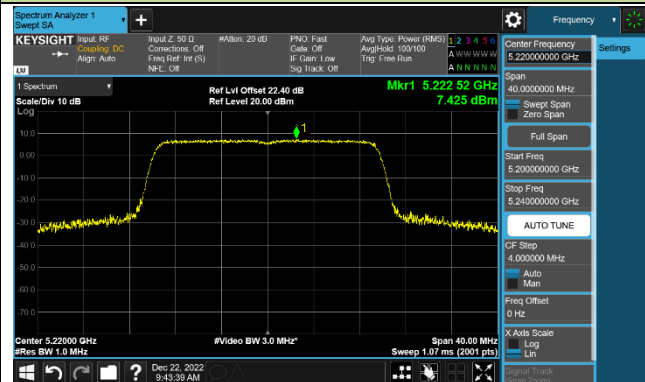 Spectrum Analyzer 1
Swept SA
Frequency
KEYSIGHT
Input: RF
Coupling: DC
Align: Auto
Input Z: 50 Ω
Corrections: Off
Freq Ref: Int (S)
NFE: Off
#Atten: 20 dB
PNO: Fast
Gate: Off
IF Gain: Low
Sig Track: Off
Avg Type: Power (RMS)
Avg|Hold: 100/100
Trig: Free Run
1 2 3 4 5 6
A W W W W W
A N N N N N
LXI
1 Spectrum
Scale/Div 10 dB
Log
Ref Lvl Offset 22.40 dB
Ref Level 20.00 dBm
Mkr1 5.222 52 GHz
7.425 dBm
1
10.0
0.00
-10.0
-20.0
-30.0
-40.0
-50.0
-60.0
-70.0
Center 5.22000 GHz
#Res BW 1.0 MHz
#Video BW 3.0 MHz*
Span 40.00 MHz
Sweep 1.07 ms (2001 pts)
Dec 22, 2022
9:43:39 AM
Center Frequency
5.220000000 GHz
Span
40.0000000 MHz
Swept Span
Zero Span
Full Span
Start Freq
5.200000000 GHz
Stop Freq
5.240000000 GHz
AUTO TUNE
CF Step
4.000000 MHz
Auto
Man
Freq Offset
0 Hz
X Axis Scale
Log
Lin
Signal Track
(Span Zoom)
Settings